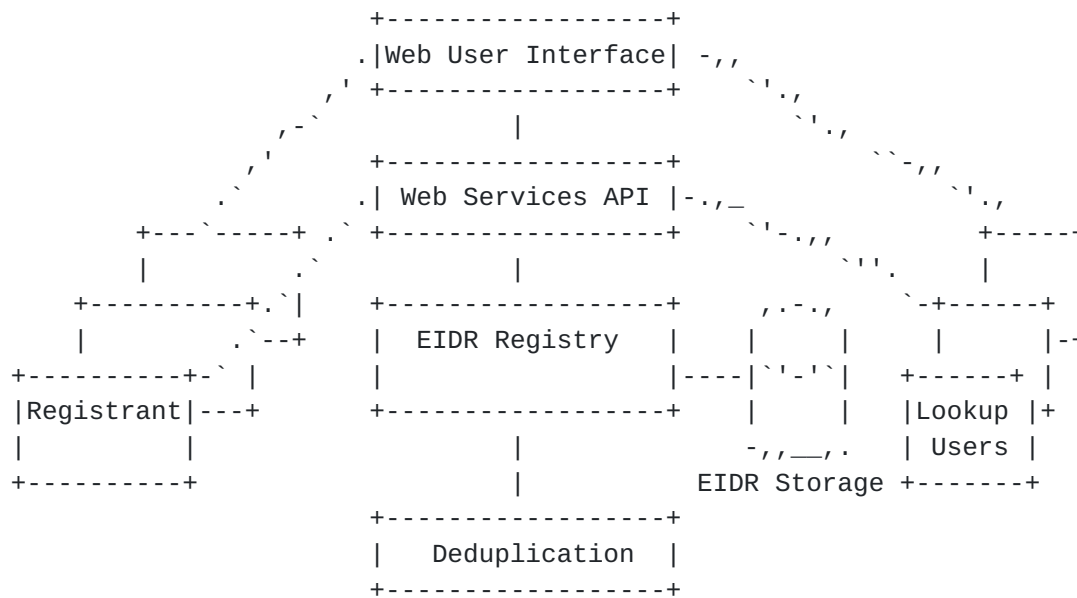 Web User Interface
Web Services API
EIDR Registry
Registrant
Lookup
Users
EIDR Storage
Deduplication